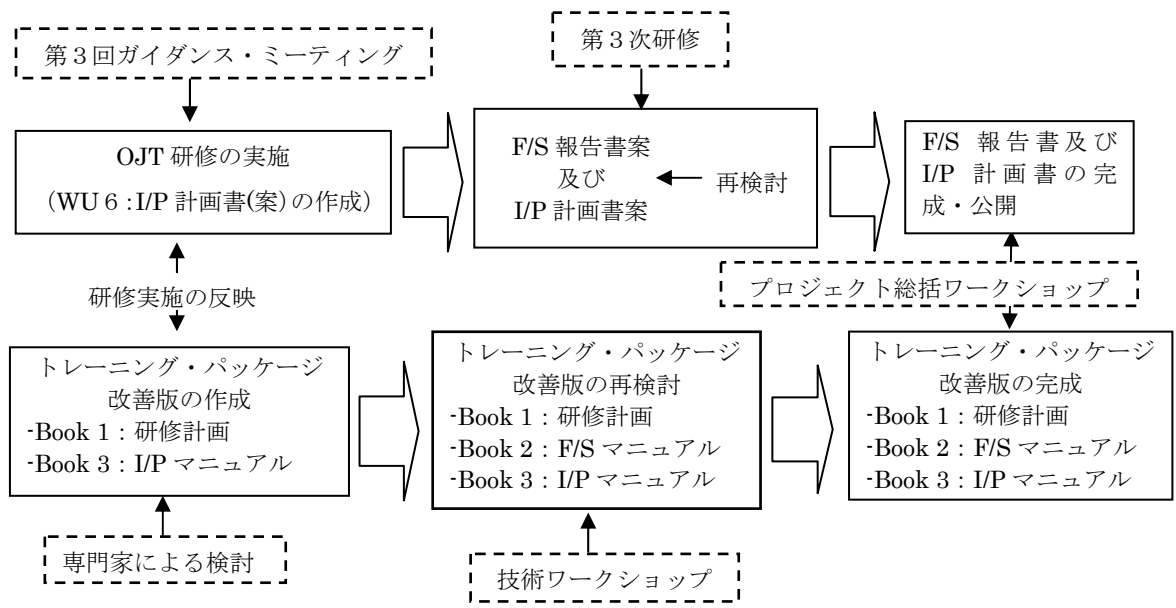 第３回ガイダンス・ミーティング
第３次研修
OJT 研修の実施
（WU 6 : I/P 計画書(案) の作成）
F/S 報告書案
及び
I/P 計画書案
再検討
F/S 報告書及び
I/P 計画書の完
成・公開
研修実施の反映
プロジェクト総括ワークショップ
トレーニング・パッケージ
改善版の作成
-Book 1：研修計画
-Book 3：I/P マニュアル
トレーニング・パッケージ
改善版の再検討
-Book 1：研修計画
-Book 2：F/S マニュアル
-Book 3：I/P マニュアル
トレーニング・パッケージ
改善版の完成
-Book 1：研修計画
-Book 2：F/S マニュアル
-Book 3：I/P マニュアル
専門家による検討
技術ワークショップ